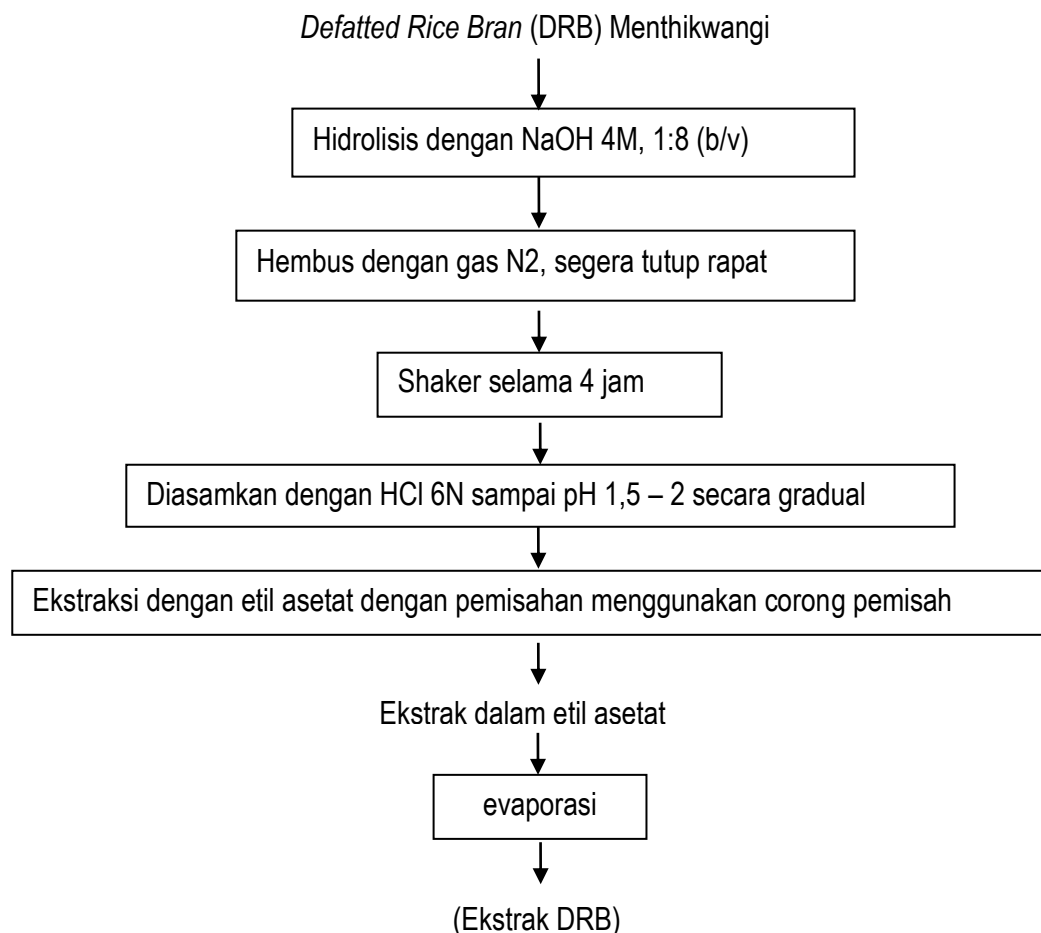 Defatted Rice Bran (DRB) Menthikwangi
Hidrolisis dengan NaOH 4M, 1:8 (b/v)
Hembus dengan gas N2, segera tutup rapat
Shaker selama 4 jam
Diasamkan dengan HCl 6N sampai pH 1,5 – 2 secara gradual
Ekstraksi dengan etil asetat dengan pemisahan menggunakan corong pemisah
Ekstrak dalam etil asetat
evaporasi
(Ekstrak DRB)